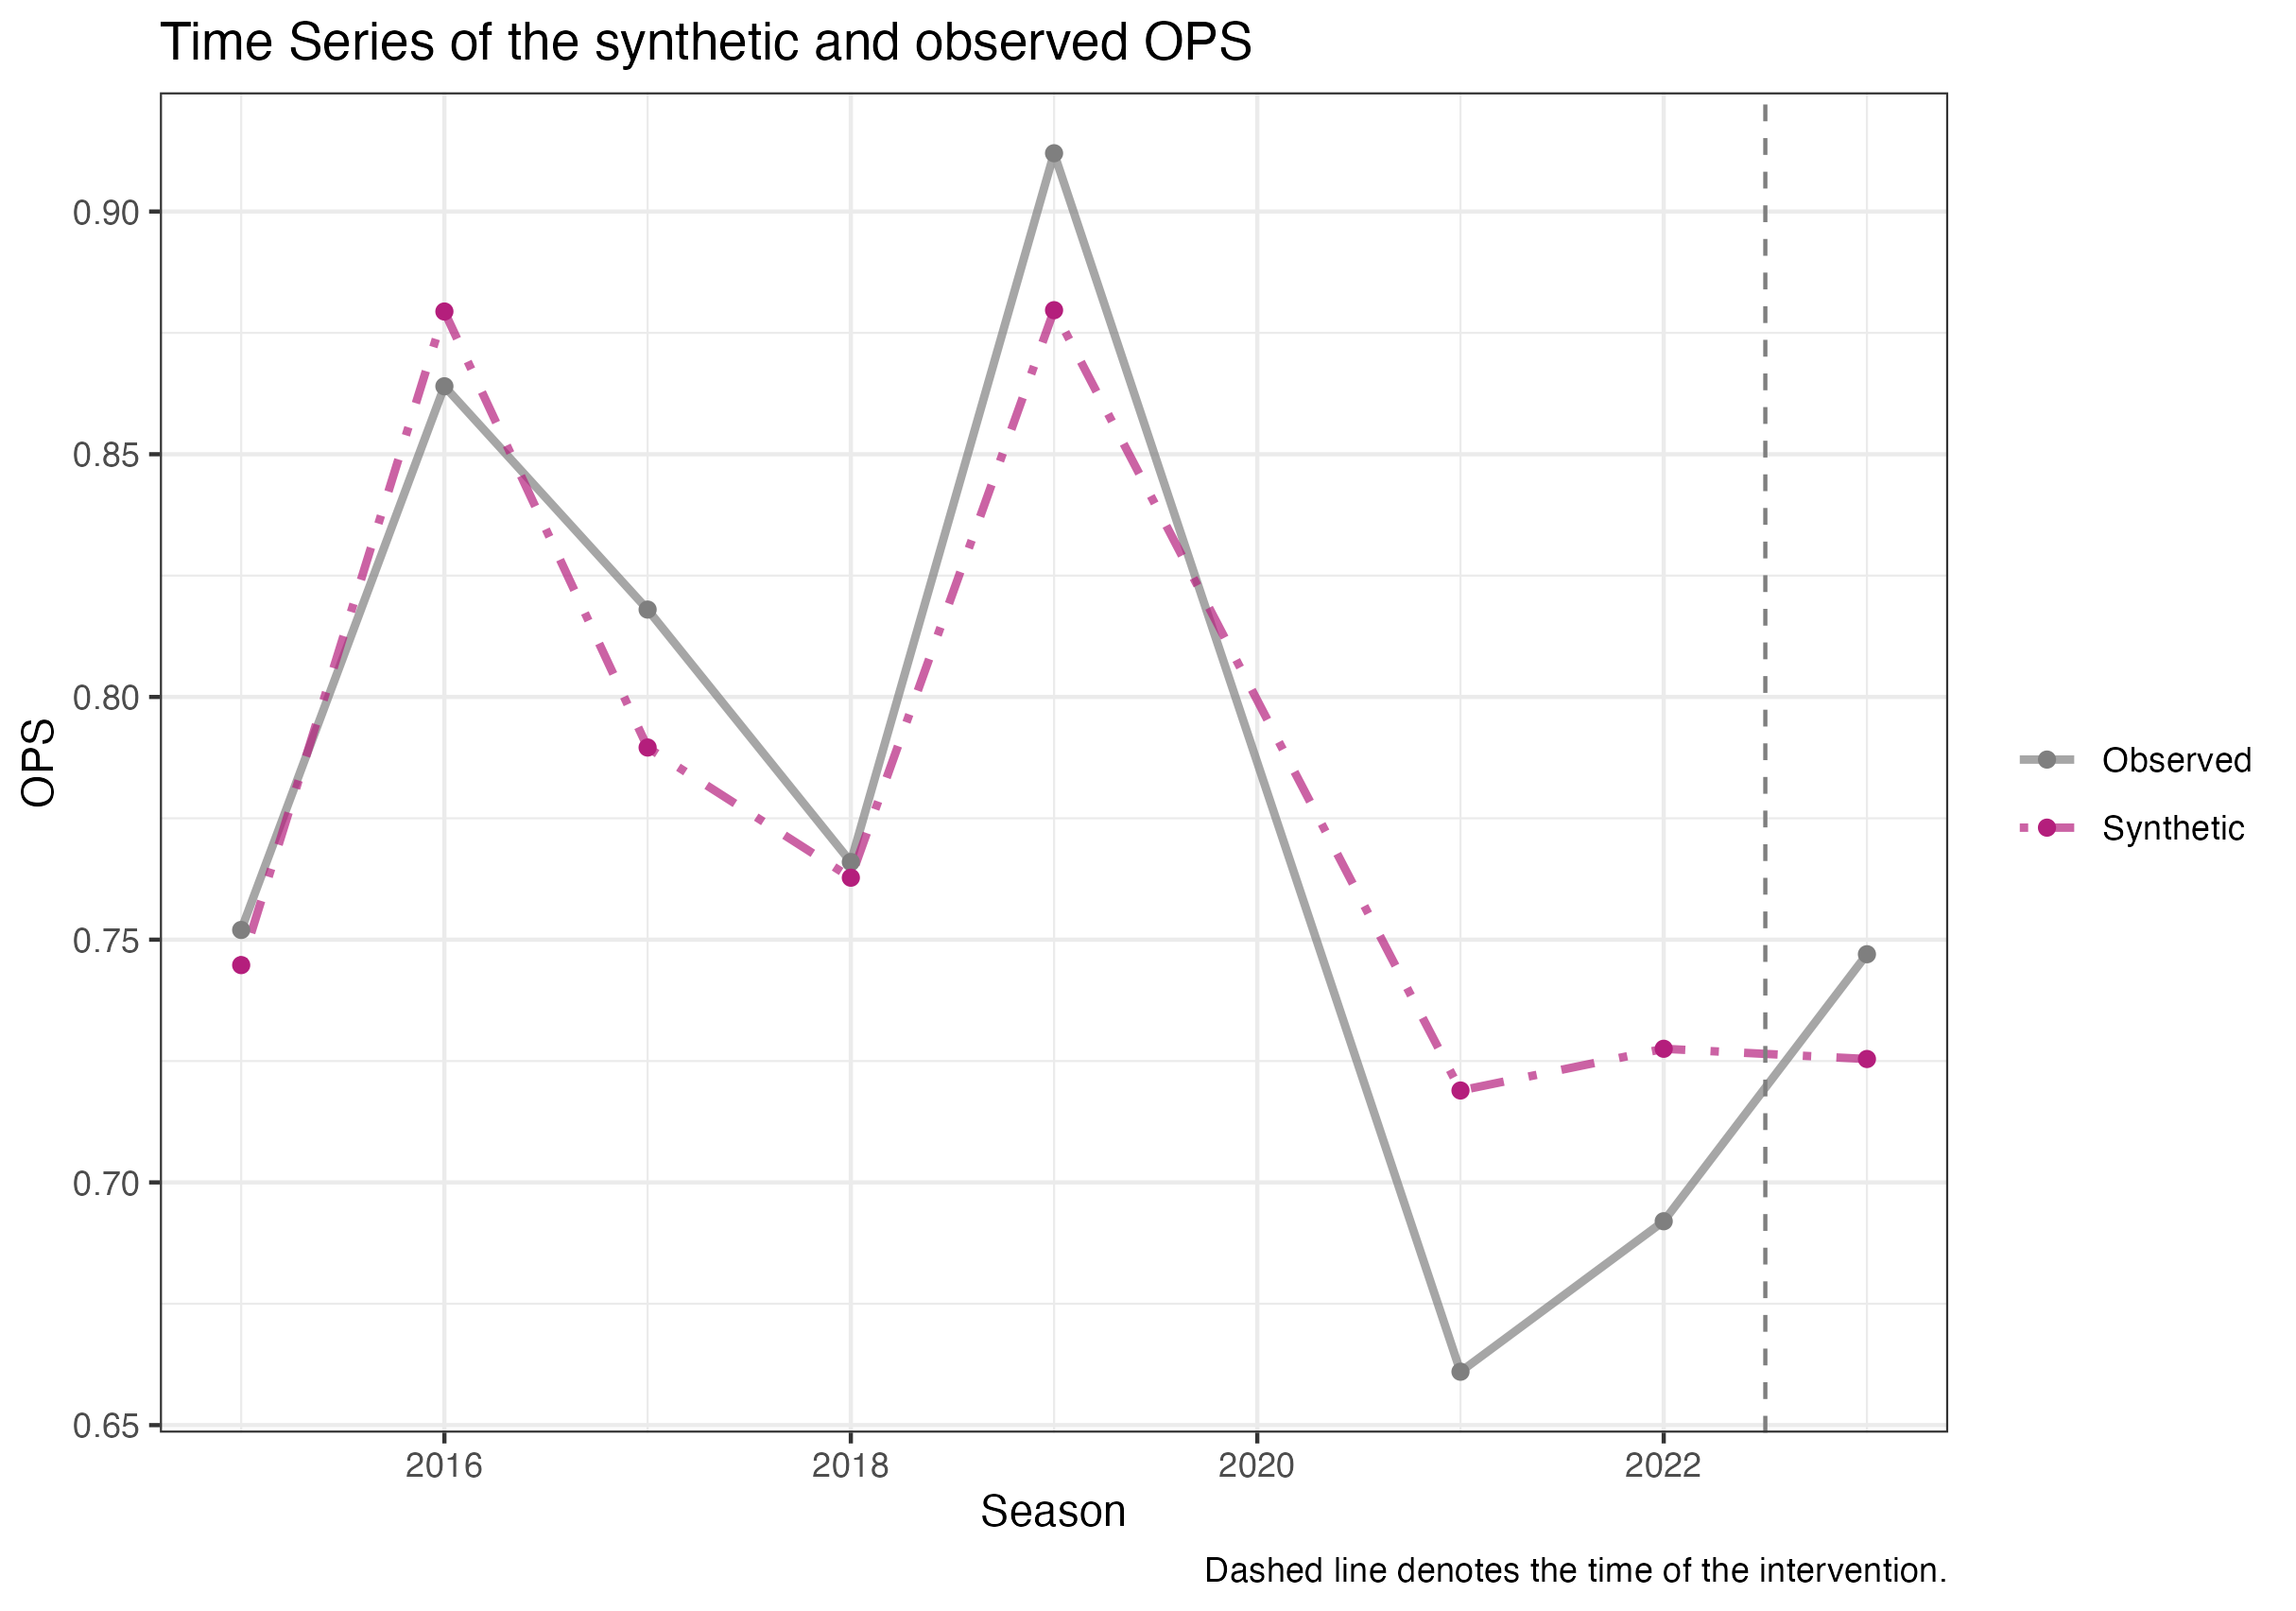 Time Series of the synthetic and observed OPS
OPS
0.90
0.85
0.80
0.75
0.70
0.65
2016
2018
2020
2022
Season
Observed
Synthetic
Dashed line denotes the time of the intervention.